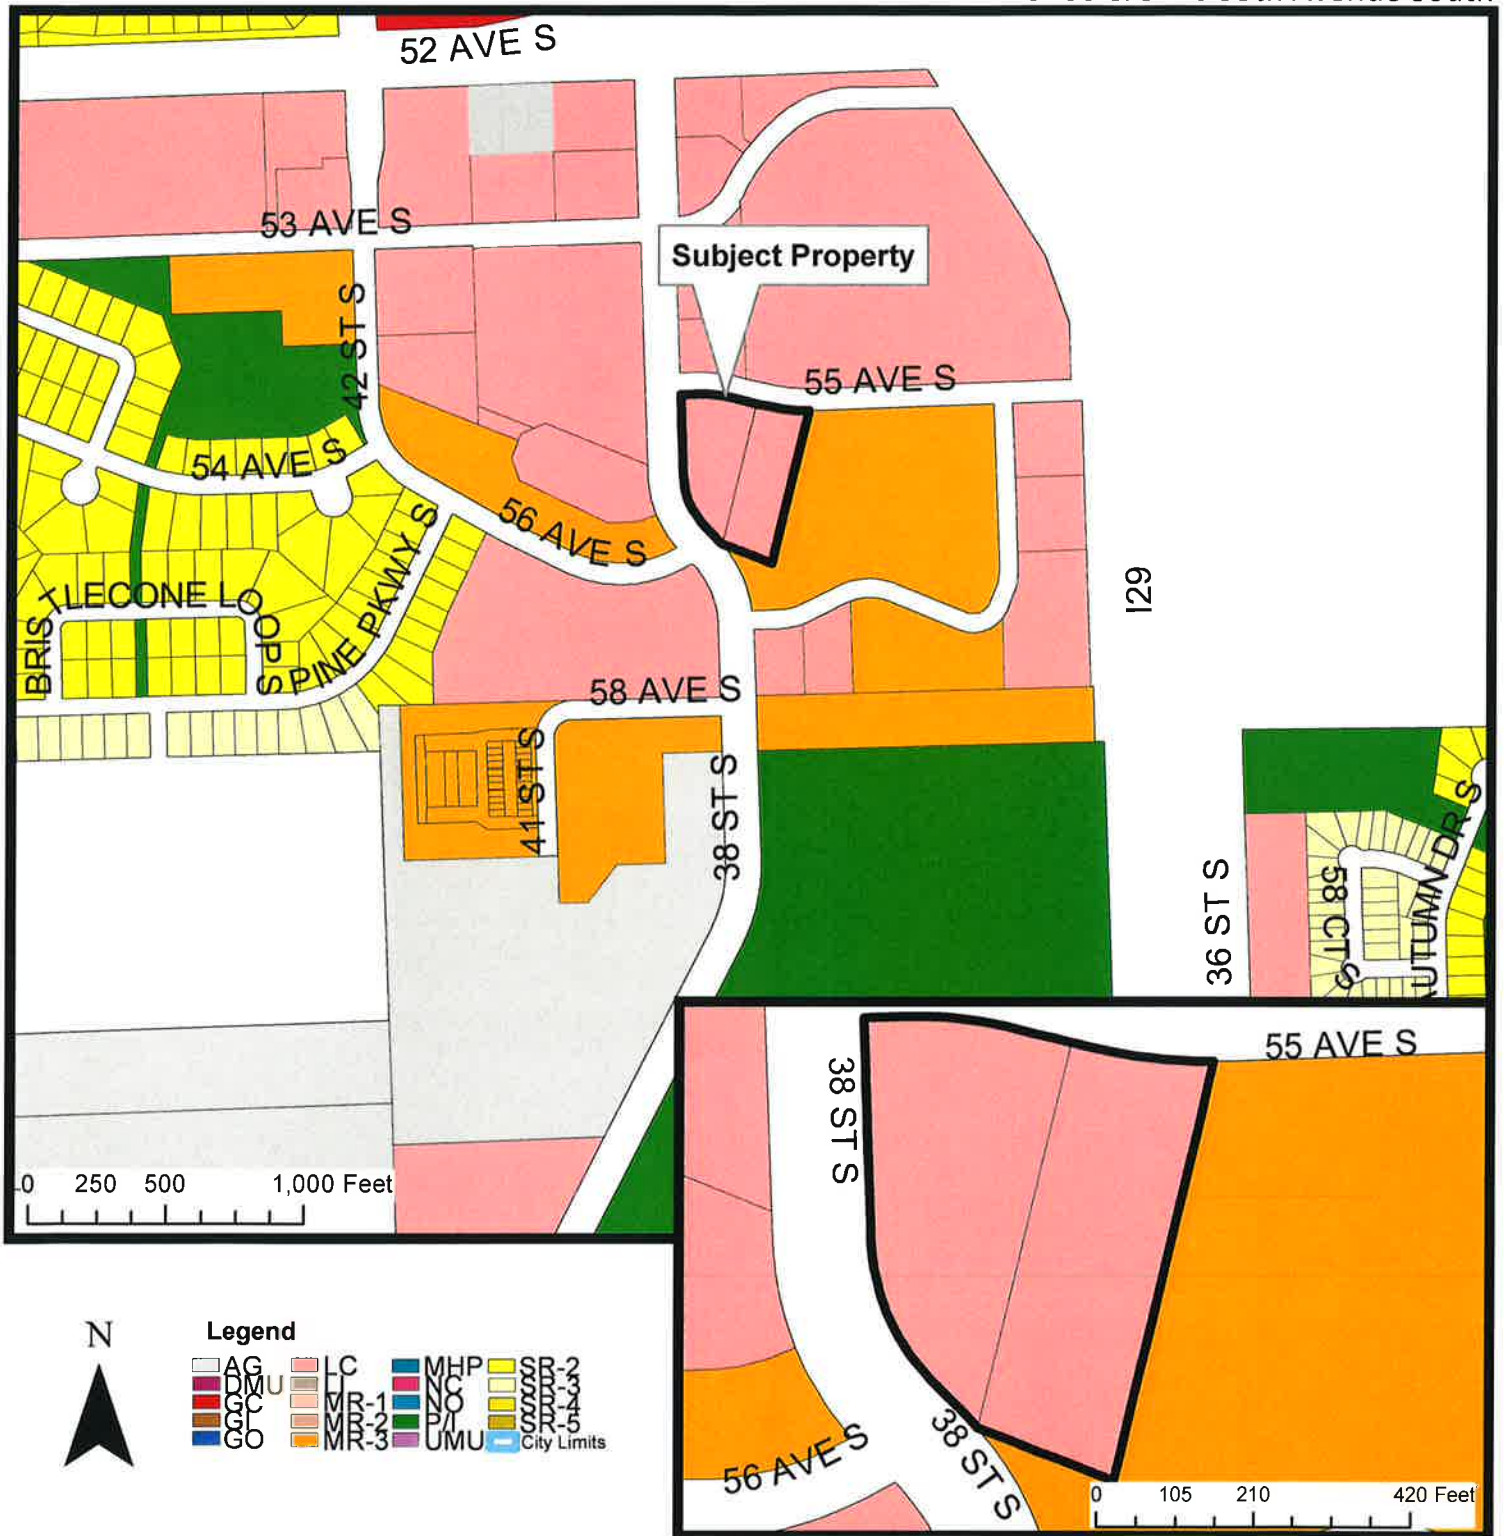 52 AVE S
53 AVE S
Subject Property
42 ST S
55 AVE S
54 AVE S
56 AVE S
I29
BRISTLECONE LOOP S
PINE PKWY S
58 AVE S
41 ST S
38 ST S
36 ST S
58 CT S
AUTUMN DR S
0 250 500 1,000 Feet
55 AVE S
38 ST S
38 ST S
56 AVE S
0 105 210 420 Feet
N
Legend
AG LC MHP SR-2
DMU LI NC SR-3
GC MR-1 NO SR-4
GI MR-2 P/I SR-5
GO MR-3 UMU City Limits